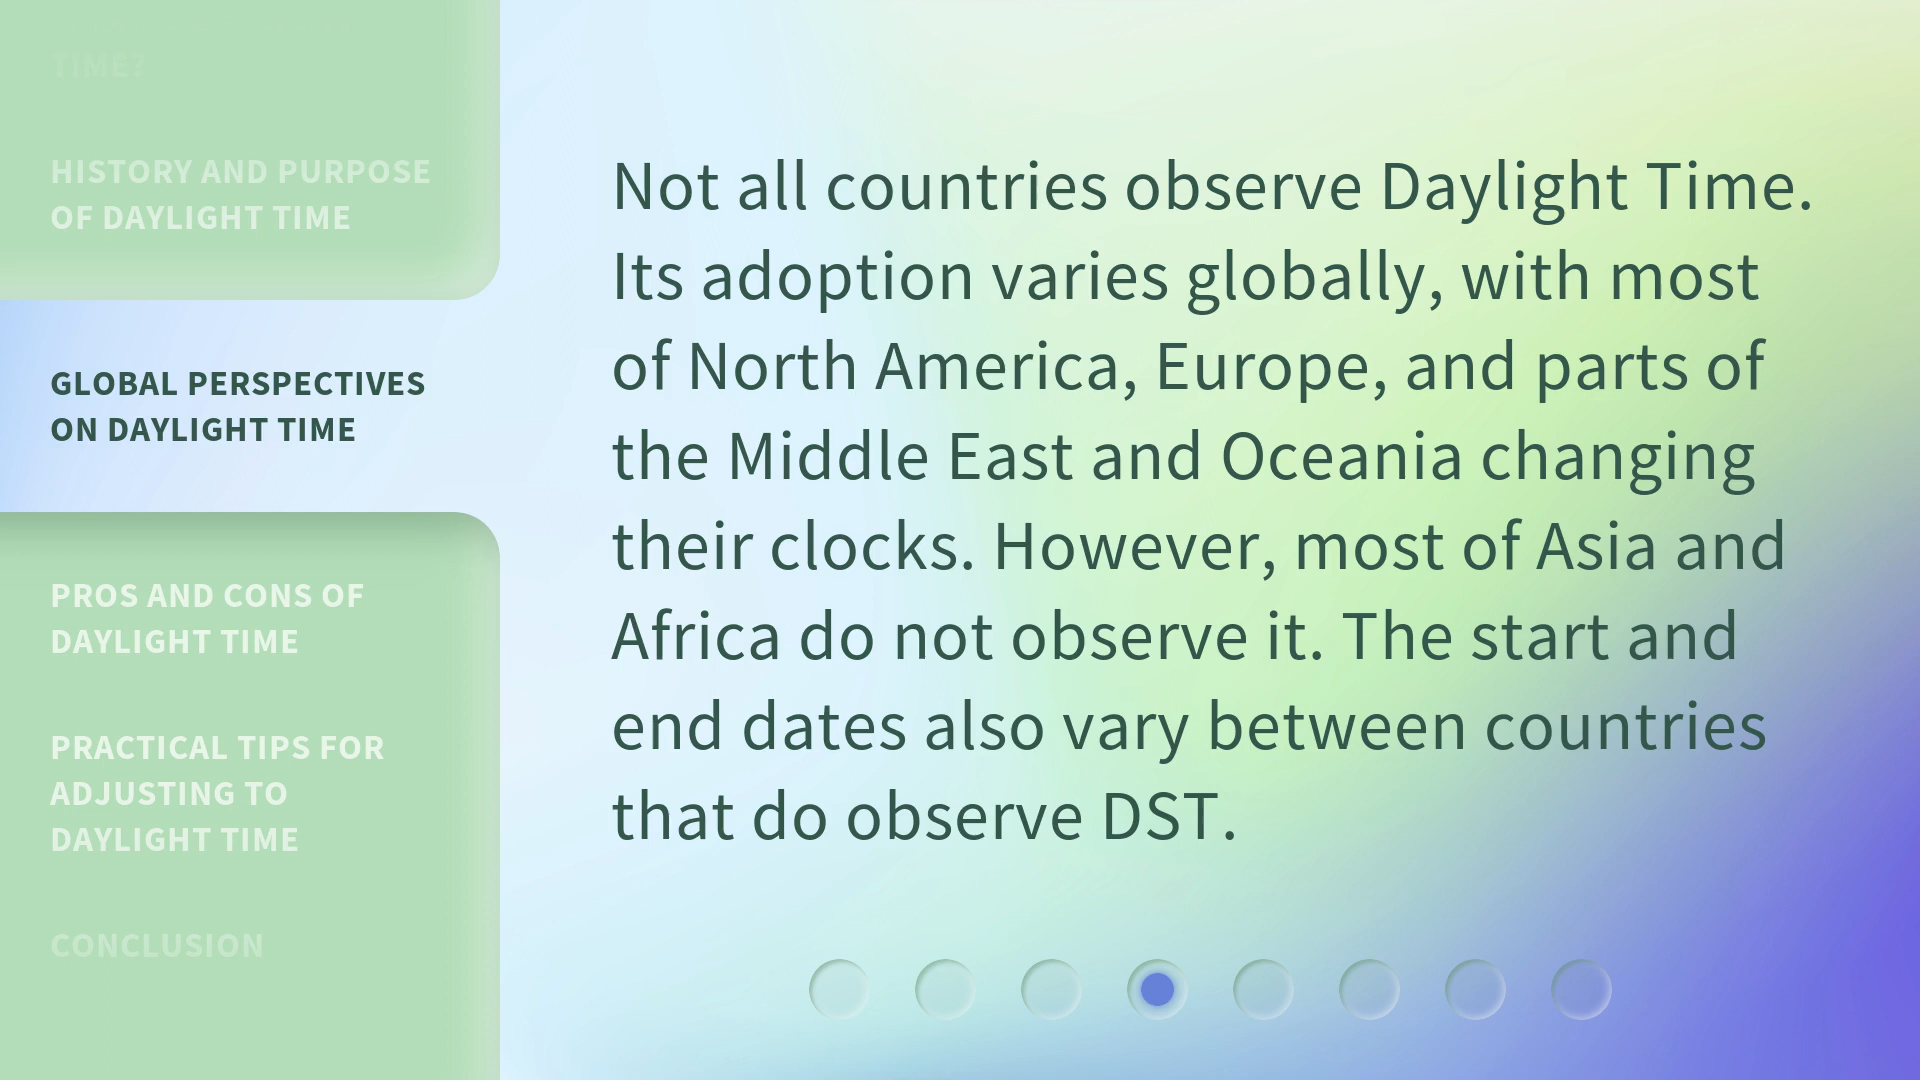 TIME?
HISTORY AND PURPOSE
OF DAYLIGHT TIME
GLOBAL PERSPECTIVES
ON DAYLIGHT TIME
PROS AND CONS OF
DAYLIGHT TIME
PRACTICAL TIPS FOR
ADJUSTING TO
DAYLIGHT TIME
CONCLUSION
Not all countries observe Daylight Time.
Its adoption varies globally, with most
of North America, Europe, and parts of
the Middle East and Oceania changing
their clocks. However, most of Asia and
Africa do not observe it. The start and
end dates also vary between countries
that do observe DST.